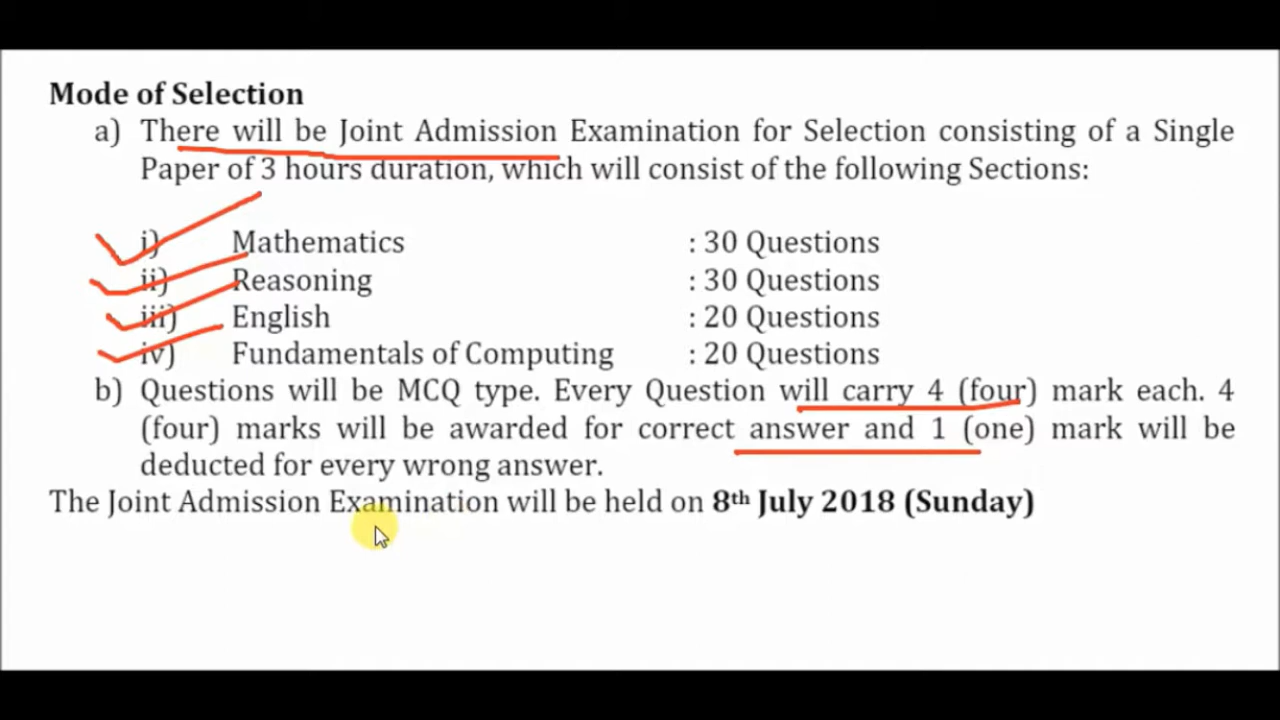 Mode of Selection
a) There will be Joint Admission Examination for Selection consisting of a Single
Paper of 3 hours duration, which will consist of the following Sections:
i) Mathematics : 30 Questions
ii) Reasoning : 30 Questions
iii) English : 20 Questions
iv) Fundamentals of Computing : 20 Questions
b) Questions will be MCQ type. Every Question will carry 4 (four) mark each. 4
(four) marks will be awarded for correct answer and 1 (one) mark will be
deducted for every wrong answer.
The Joint Admission Examination will be held on 8th July 2018 (Sunday)